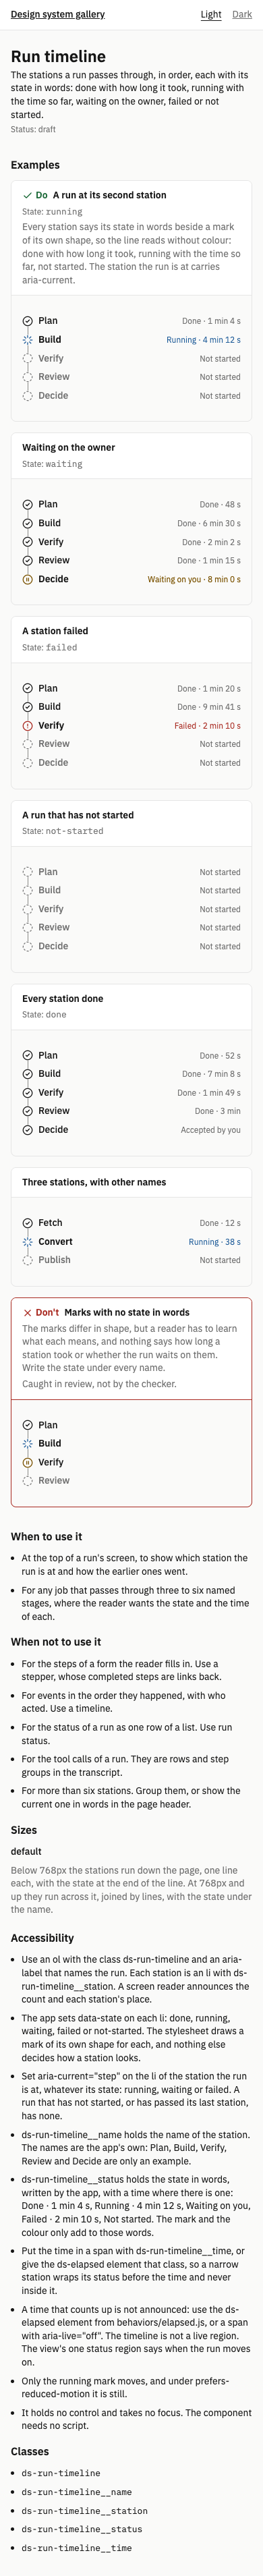 Design system gallery
Light Dark
Run timeline
The stations a run passes through, in order, each with its
state in words: done with how long it took, running with
the time so far, waiting on the owner, failed or not
started.
Status: draft
Examples
Do A run at its second station
State: running
Every station says its state in words beside a mark
of its own shape, so the line reads without colour:
done with how long it took, running with the time so
far, not started. The station the run is at carries
aria-current.
Plan Done · 1 min 4 s
Build Running · 4 min 12 s
Verify Not started
Review Not started
Decide Not started
Waiting on the owner
State: waiting
Plan Done · 48 s
Build Done · 6 min 30 s
Verify Done · 2 min 2 s
Review Done · 1 min 15 s
Decide Waiting on you · 8 min 0 s
A station failed
State: failed
Plan Done · 1 min 20 s
Build Done · 9 min 41 s
Verify Failed · 2 min 10 s
Review Not started
Decide Not started
A run that has not started
State: not-started
Plan Not started
Build Not started
Verify Not started
Review Not started
Decide Not started
Every station done
State: done
Plan Done · 52 s
Build Done · 7 min 8 s
Verify Done · 1 min 49 s
Review Done · 3 min
Decide Accepted by you
Three stations, with other names
Fetch Done · 12 s
Convert Running · 38 s
Publish Not started
Don't Marks with no state in words
The marks differ in shape, but a reader has to learn
what each means, and nothing says how long a
station took or whether the run waits on them.
Write the state under every name.
Caught in review, not by the checker.
Plan
Build
Verify
Review
When to use it
• At the top of a run's screen, to show which station the
run is at and how the earlier ones went.
• For any job that passes through three to six named
stages, where the reader wants the state and the time
of each.
When not to use it
• For the steps of a form the reader fills in. Use a
stepper, whose completed steps are links back.
• For events in the order they happened, with who
acted. Use a timeline.
• For the status of a run as one row of a list. Use run
status.
• For the tool calls of a run. They are rows and step
groups in the transcript.
• For more than six stations. Group them, or show the
current one in words in the page header.
Sizes
default
Below 768px the stations run down the page, one line
each, with the state at the end of the line. At 768px and
up they run across it, joined by lines, with the state under
the name.
Accessibility
• Use an ol with the class ds-run-timeline and an aria-
label that names the run. Each station is an li with ds-
run-timeline__station. A screen reader announces the
count and each station's place.
• The app sets data-state on each li: done, running,
waiting, failed or not-started. The stylesheet draws a
mark of its own shape for each, and nothing else
decides how a station looks.
• Set aria-current="step" on the li of the station the run
is at, whatever its state: running, waiting or failed. A
run that has not started, or has passed its last station,
has none.
• ds-run-timeline__name holds the name of the station.
The names are the app's own: Plan, Build, Verify,
Review and Decide are only an example.
• ds-run-timeline__status holds the state in words,
written by the app, with a time where there is one:
Done · 1 min 4 s, Running · 4 min 12 s, Waiting on you,
Failed · 2 min 10 s, Not started. The mark and the
colour only add to those words.
• Put the time in a span with ds-run-timeline__time, or
give the ds-elapsed element that class, so a narrow
station wraps its status before the time and never
inside it.
• A time that counts up is not announced: use the ds-
elapsed element from behaviors/elapsed.js, or a span
with aria-live="off". The timeline is not a live region.
The view's one status region says when the run moves
on.
• Only the running mark moves, and under prefers-
reduced-motion it is still.
• It holds no control and takes no focus. The component
needs no script.
Classes
• ds-run-timeline
• ds-run-timeline__name
• ds-run-timeline__station
• ds-run-timeline__status
• ds-run-timeline__time